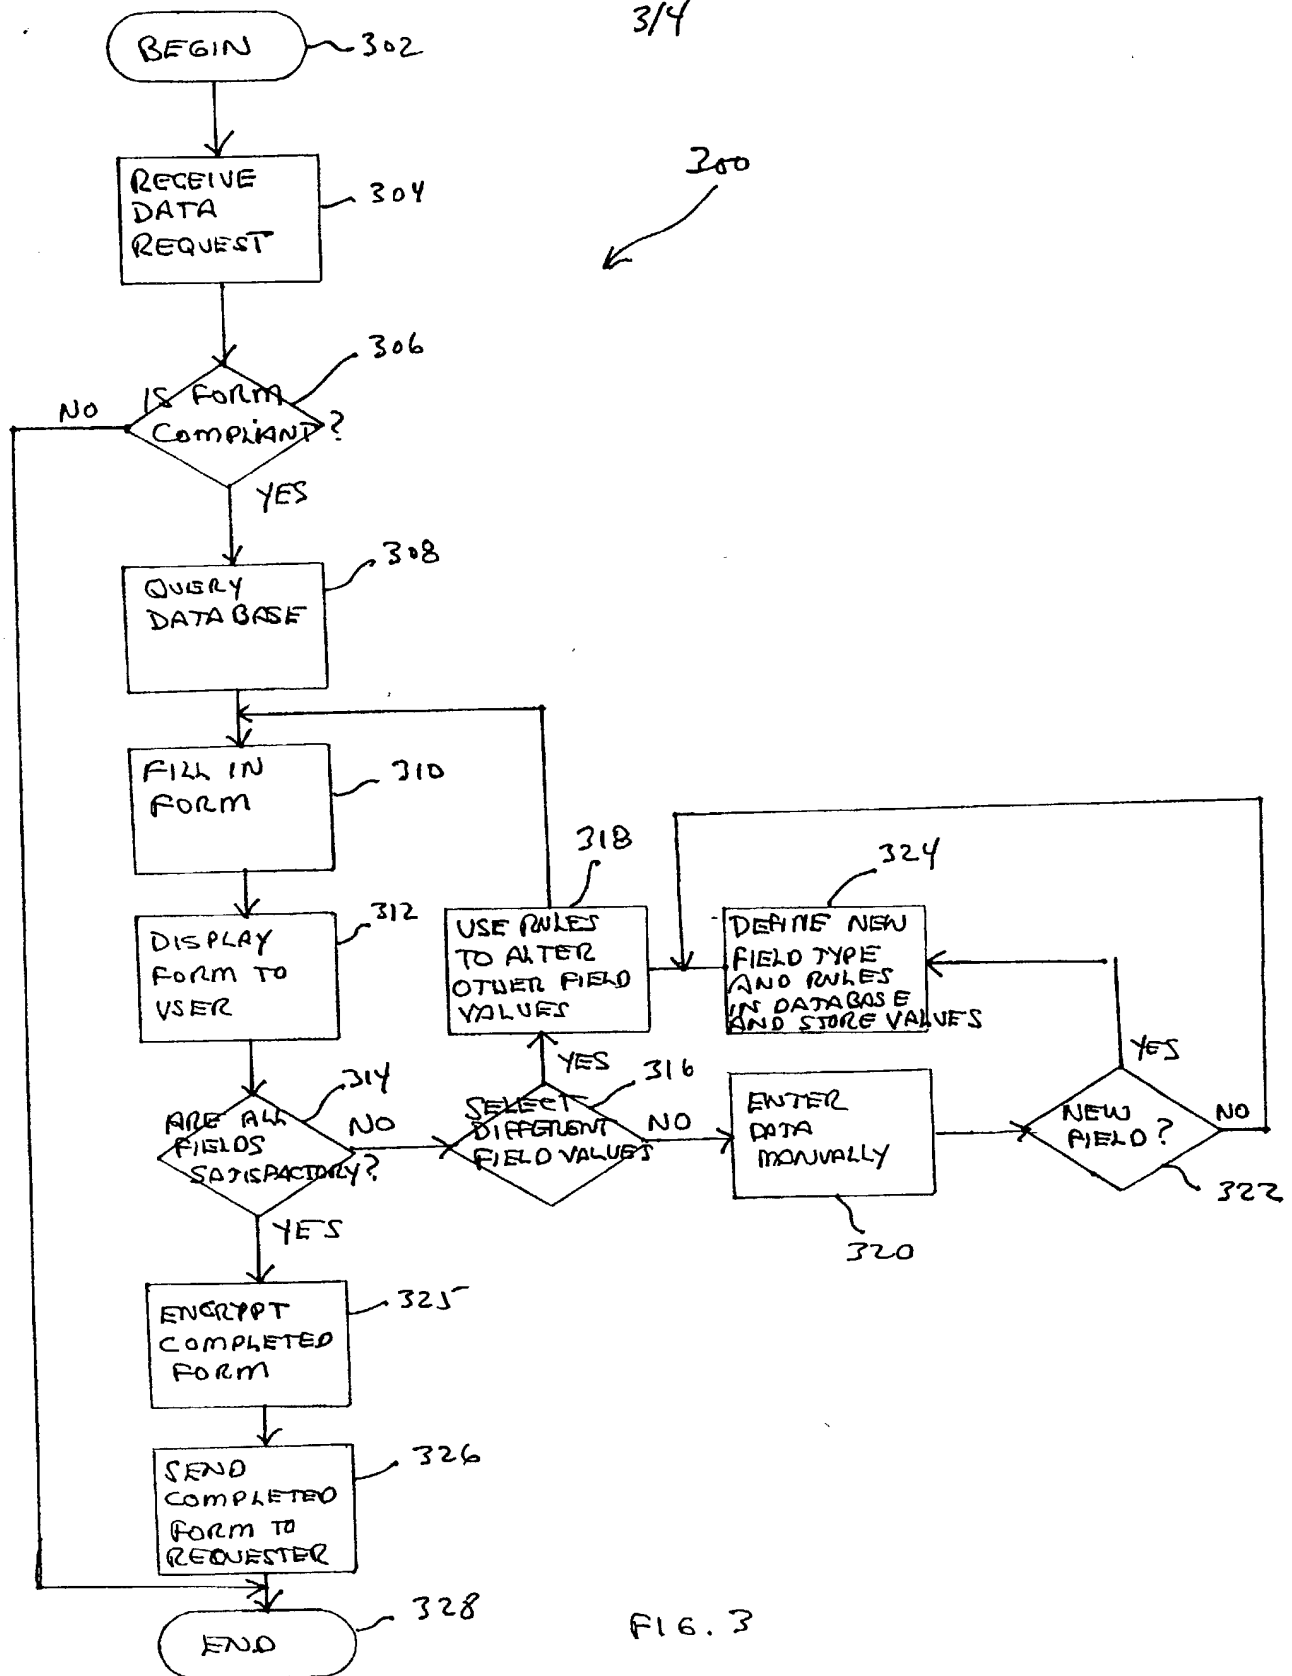 3/4
BEGIN
302
300
RECEIVE
DATA
REQUEST
304
306
IS FORM
COMPLIANT?
NO
YES
308
QUERY
DATABASE
FILL IN
FORM
310
312
DISPLAY
FORM TO
USER
318
USE RULES
TO ALTER
OTHER FIELD
VALUES
324
DEFINE NEW
FIELD TYPE
AND RULES
IN DATABASE
AND STORE VALUES
314
ARE ALL
FIELDS
SATISFACTORY?
NO
YES
YES
316
SELECT
DIFFERENT
FIELD VALUES
NO
ENTER
DATA
MANUALLY
320
YES
NEW
FIELD?
NO
322
ENCRYPT
COMPLETED
FORM
325
SEND
COMPLETED
FORM TO
REQUESTER
326
328
END
FIG. 3